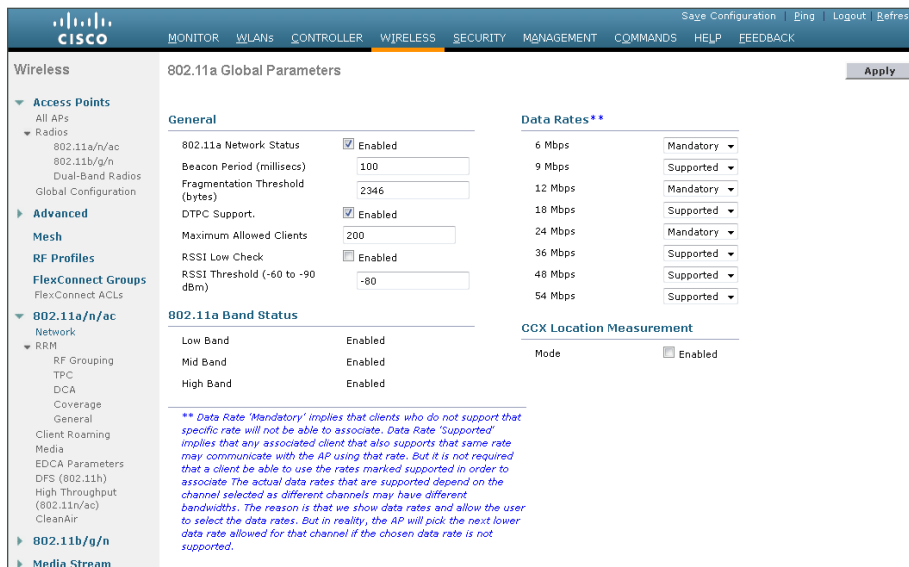 Save Configuration | Ping | Logout | Refres
CISCO
MONITOR WLANs CONTROLLER WIRELESS SECURITY MANAGEMENT COMMANDS HELP FEEDBACK
Wireless
Access Points
All APs
Radios
802.11a/n/ac
802.11b/g/n
Dual-Band Radios
Global Configuration
Advanced
Mesh
RF Profiles
FlexConnect Groups
FlexConnect ACLs
802.11a/n/ac
Network
RRM
RF Grouping
TPC
DCA
Coverage
General
Client Roaming
Media
EDCA Parameters
DFS (802.11h)
High Throughput
(802.11n/ac)
CleanAir
802.11b/g/n
Media Stream
802.11a Global Parameters
Apply
General
802.11a Network Status Enabled
Beacon Period (millisecs) 100
Fragmentation Threshold
(bytes) 2346
DTPC Support. Enabled
Maximum Allowed Clients 200
RSSI Low Check Enabled
RSSI Threshold (-60 to -90
dBm) -80
802.11a Band Status
Low Band Enabled
Mid Band Enabled
High Band Enabled
Data Rates**
6 Mbps Mandatory
9 Mbps Supported
12 Mbps Mandatory
18 Mbps Supported
24 Mbps Mandatory
36 Mbps Supported
48 Mbps Supported
54 Mbps Supported
CCX Location Measurement
Mode Enabled
** Data Rate 'Mandatory' implies that clients who do not support that
specific rate will not be able to associate. Data Rate 'Supported'
implies that any associated client that also supports that same rate
may communicate with the AP using that rate. But it is not required
that a client be able to use the rates marked supported in order to
associate The actual data rates that are supported depend on the
channel selected as different channels may have different
bandwidths. The reason is that we show data rates and allow the user
to select the data rates. But in reality, the AP will pick the next lower
data rate allowed for that channel if the chosen data rate is not
supported.